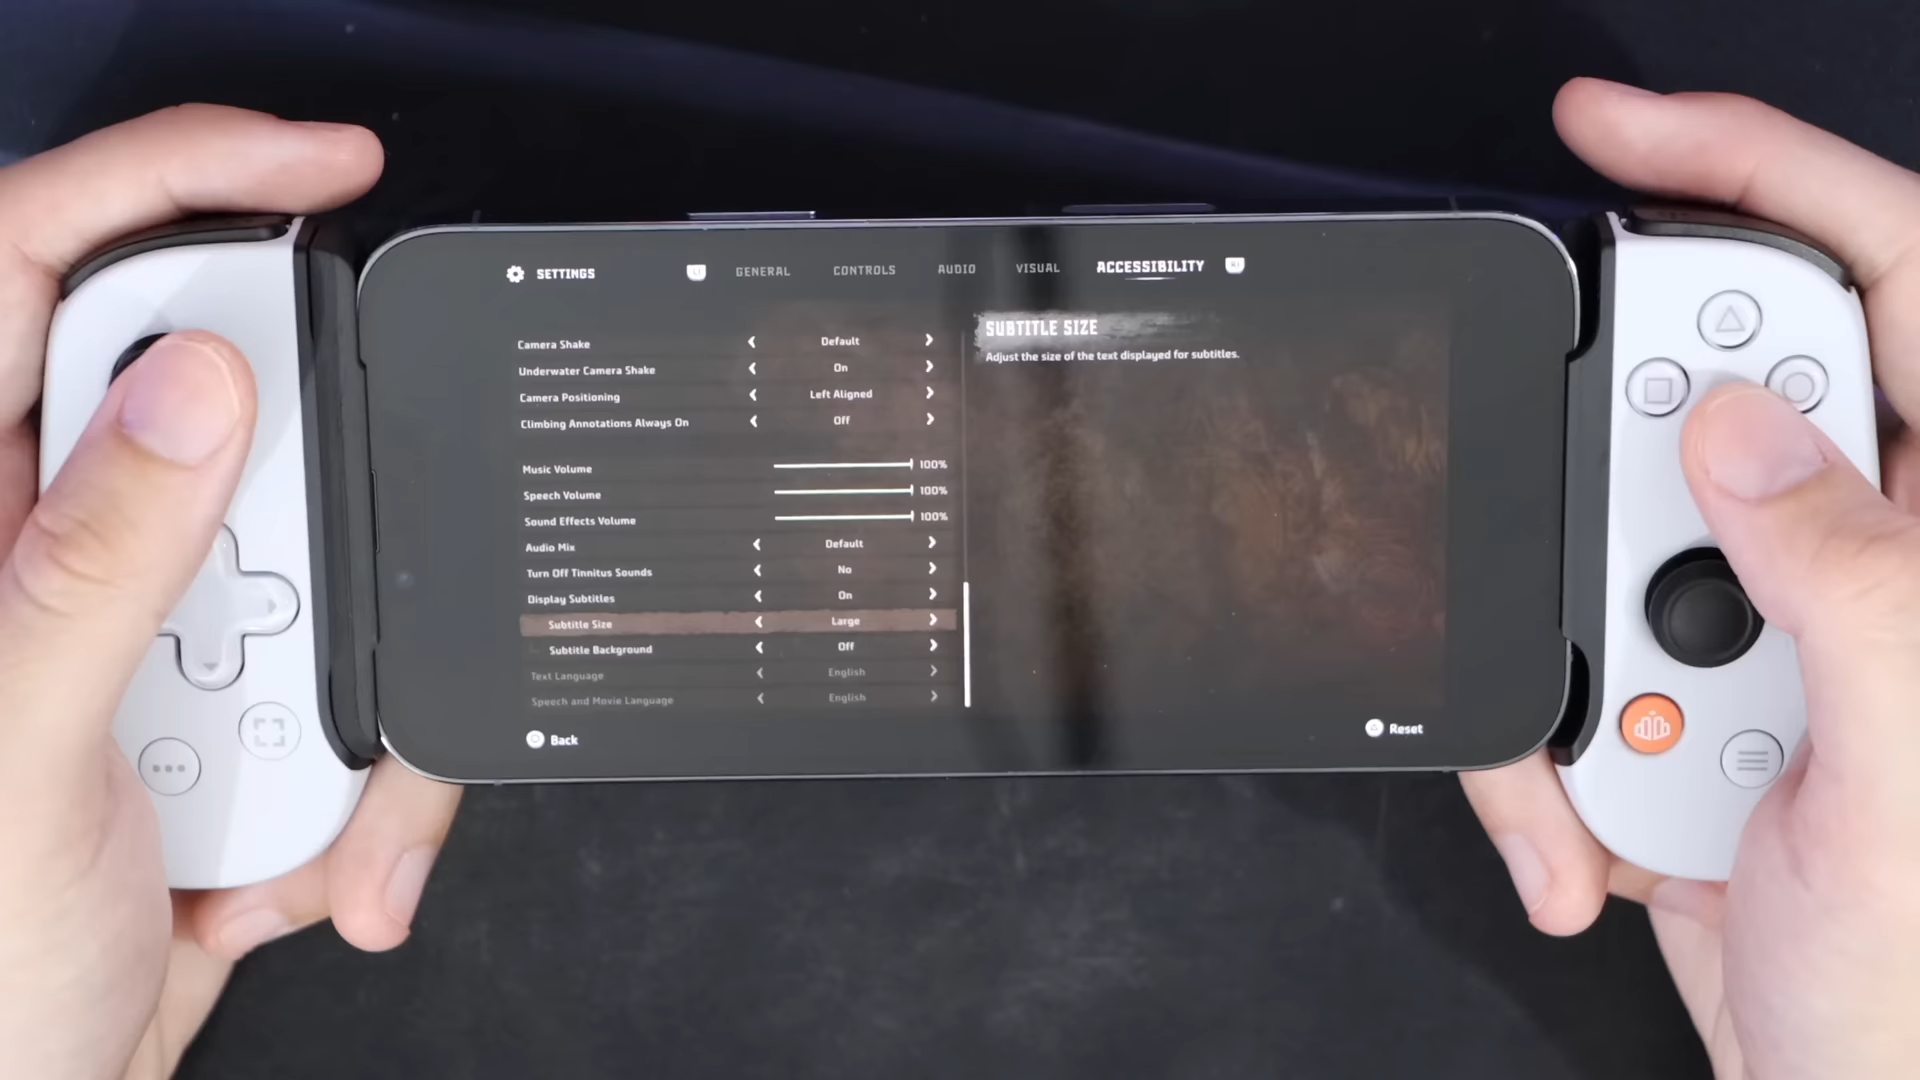 SETTINGS
L1
GENERAL
CONTROLS
AUDIO
VISUAL
ACCESSIBILITY
R1
Camera Shake
Default
Underwater Camera Shake
On
Camera Positioning
Left Aligned
Climbing Annotations Always On
Off
Music Volume
100%
Speech Volume
100%
Sound Effects Volume
100%
Audio Mix
Default
Turn Off Tinnitus Sounds
No
Display Subtitles
On
Subtitle Size
Large
Subtitle Background
Off
Text Language
English
Speech and Movie Language
English
SUBTITLE SIZE
Adjust the size of the text displayed for subtitles.
Back
Reset